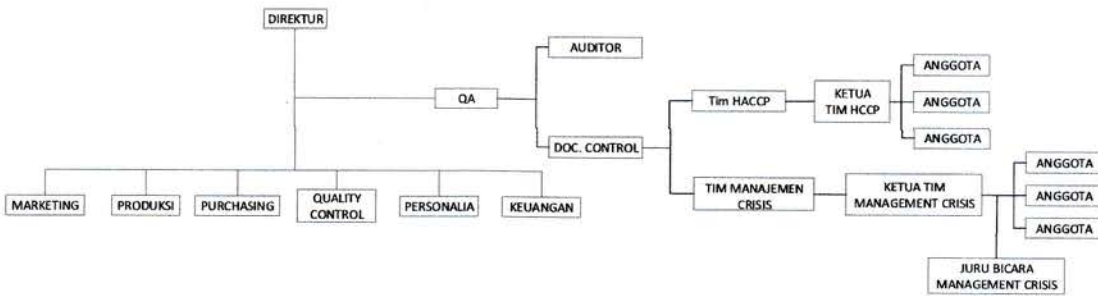 DIREKTUR
AUDITOR
QA
DOC. CONTROL
Tim HACCP
KETUA
TIM HCCP
ANGGOTA
ANGGOTA
ANGGOTA
MARKETING
PRODUKSI
PURCHASING
QUALITY
CONTROL
PERSONALIA
KEUANGAN
TIM MANAJEMEN
CRISIS
KETUA TIM
MANAGEMENT CRISIS
ANGGOTA
ANGGOTA
ANGGOTA
JURU BICARA
MANAGEMENT CRISIS